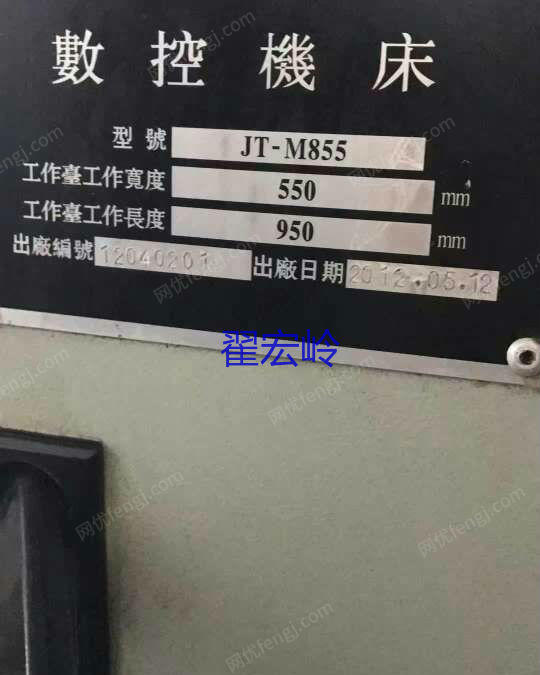 數控機床
型號 JT-M855
工作臺工作寬度 550 mm
工作臺工作長度 950 mm
出廠編號 12040201 出廠日期 2012.05.12
翟宏岭
网优fengj.com